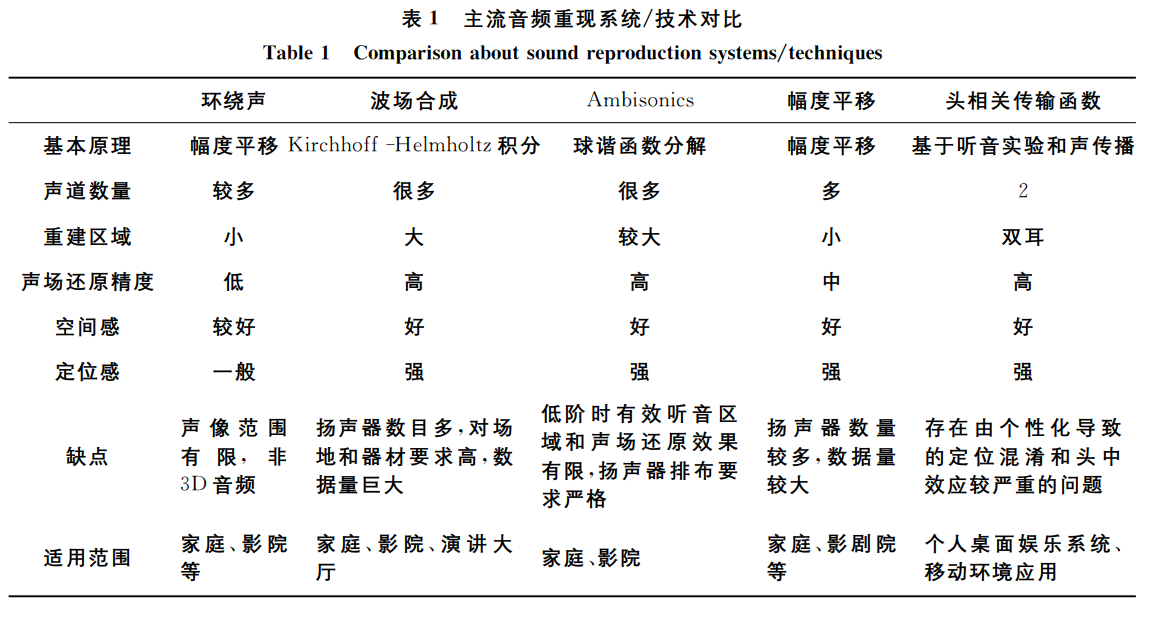 表 1 主流音频重现系统/技术对比
Table 1 Comparison about sound reproduction systems/techniques
环绕声 波场合成 Ambisonics 幅度平移 头相关传输函数
基本原理 幅度平移 Kirchhoff-Helmholtz 积分 球谐函数分解 幅度平移 基于听音实验和声传播
声道数量 较多 很多 很多 多 2
重建区域 小 大 较大 小 双耳
声场还原精度 低 高 高 中 高
空间感 较好 好 好 好 好
定位感 一般 强 强 强 强
缺点
声像范围
有限，非
3D 音频
扬声器数目多，对场
地和器材要求高，数
据量巨大
低阶时有效听音区
域和声场还原效果
有限，扬声器排布要
求严格
扬声器数量
较多，数据量
较大
存在由个性化导致
的定位混淆和头中
效应较严重的问题
适用范围
家庭、影院
等
家庭、影院、演讲大
厅
家庭、影院
家庭、影剧院
等
个人桌面娱乐系统、
移动环境应用